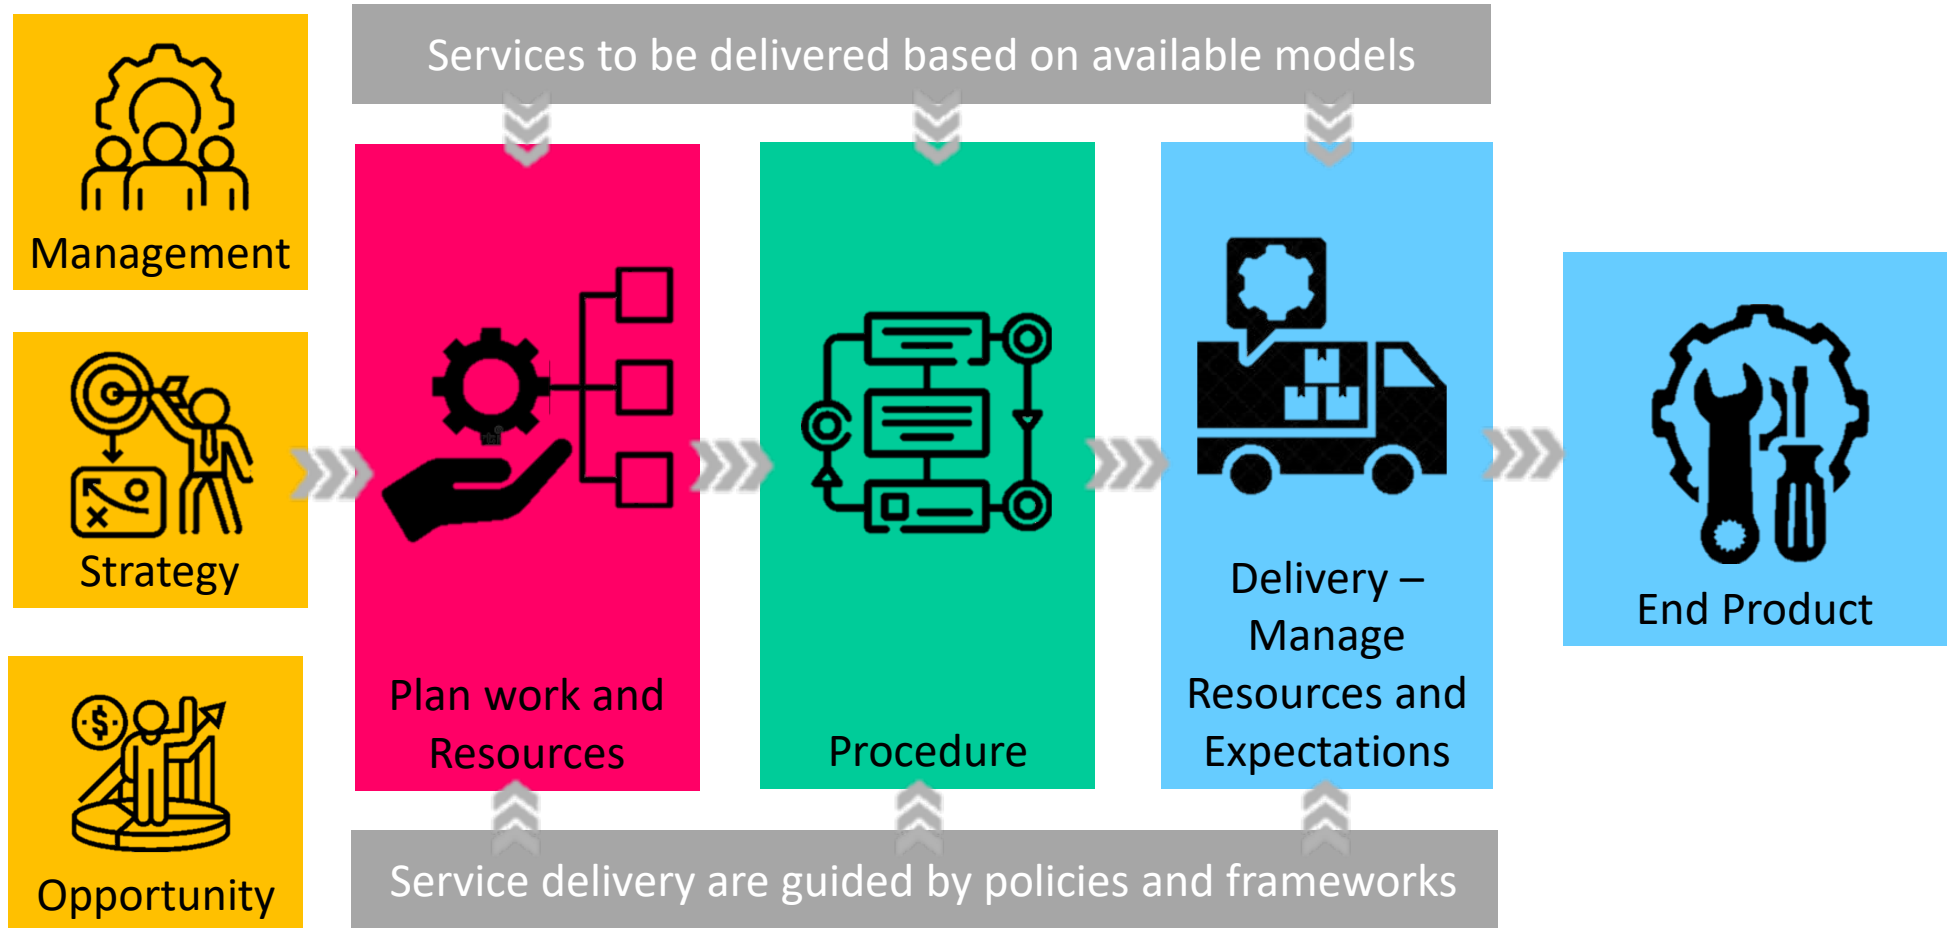 Services to be delivered based on available models
Management
Strategy
Opportunity
Plan work and
Resources
Procedure
Delivery –
Manage
Resources and
Expectations
End Product
Service delivery are guided by policies and frameworks